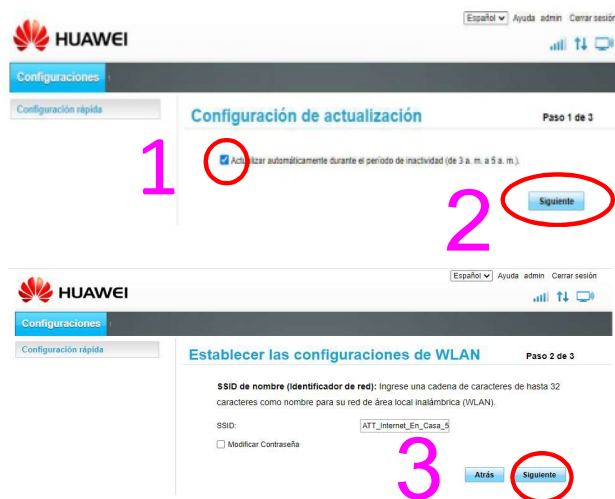 Español Ayuda admin Cerrar sesión
HUAWEI
Configuraciones
Configuración rápida
Configuración de actualización Paso 1 de 3
1
Actualizar automáticamente durante el período de inactividad (de 3 a. m. a 5 a. m.).
2
Siguiente
Español Ayuda admin Cerrar sesión
HUAWEI
Configuraciones
Configuración rápida
Establecer las configuraciones de WLAN Paso 2 de 3
SSID de nombre (Identificador de red): Ingrese una cadena de caracteres de hasta 32
caracteres como nombre para su red de área local inalámbrica (WLAN).
SSID: ATT_Internet_En_Casa_5
Modificar Contraseña
3
Atrás Siguiente